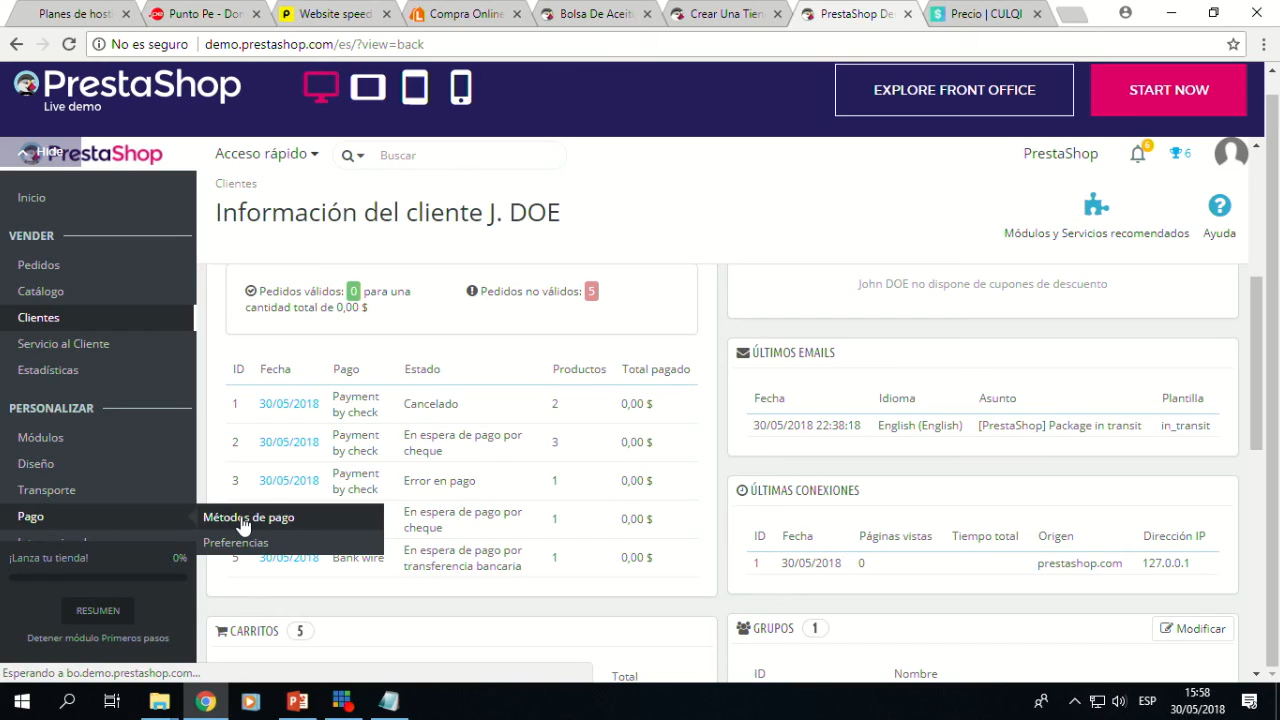 Planes de hosti
Punto Pe - Don
Website speed
Compra Online
Bolsa De Aceit
Crear Una Tien
PrestaShop De
Precio | CULQI
No es seguro
demo.prestashop.com/es/?view=back
PrestaShop
Live demo
EXPLORE FRONT OFFICE
START NOW
Hide
PrestaShop
Acceso rápido
Buscar
PrestaShop
6
6
Inicio
VENDER
Pedidos
Catálogo
Clientes
Servicio al Cliente
Estadísticas
PERSONALIZAR
Módulos
Diseño
Transporte
Pago
Métodos de pago
Preferencias
¡Lanza tu tienda! 0%
RESUMEN
Detener módulo Primeros pasos
Clientes
Información del cliente J. DOE
Módulos y Servicios recomendados
Ayuda
Pedidos válidos: 0 para una
cantidad total de 0,00 $
Pedidos no válidos: 5
ID Fecha Pago Estado Productos Total pagado
1 30/05/2018 Payment by check Cancelado 2 0,00 $
2 30/05/2018 Payment by check En espera de pago por cheque 3 0,00 $
3 30/05/2018 Payment by check Error en pago 1 0,00 $
En espera de pago por cheque 1 0,00 $
5 30/05/2018 Bank wire En espera de pago por transferencia bancaria 1 0,00 $
CARRITOS 5
Total
John DOE no dispone de cupones de descuento
ÚLTIMOS EMAILS
Fecha Idioma Asunto Plantilla
30/05/2018 22:38:18 English (English) [PrestaShop] Package in transit in_transit
ÚLTIMAS CONEXIONES
ID Fecha Páginas vistas Tiempo total Origen Dirección IP
1 30/05/2018 0 prestashop.com 127.0.0.1
GRUPOS 1
Modificar
ID Nombre
Esperando a bo.demo.prestashop.com...
ESP
15:58
30/05/2018